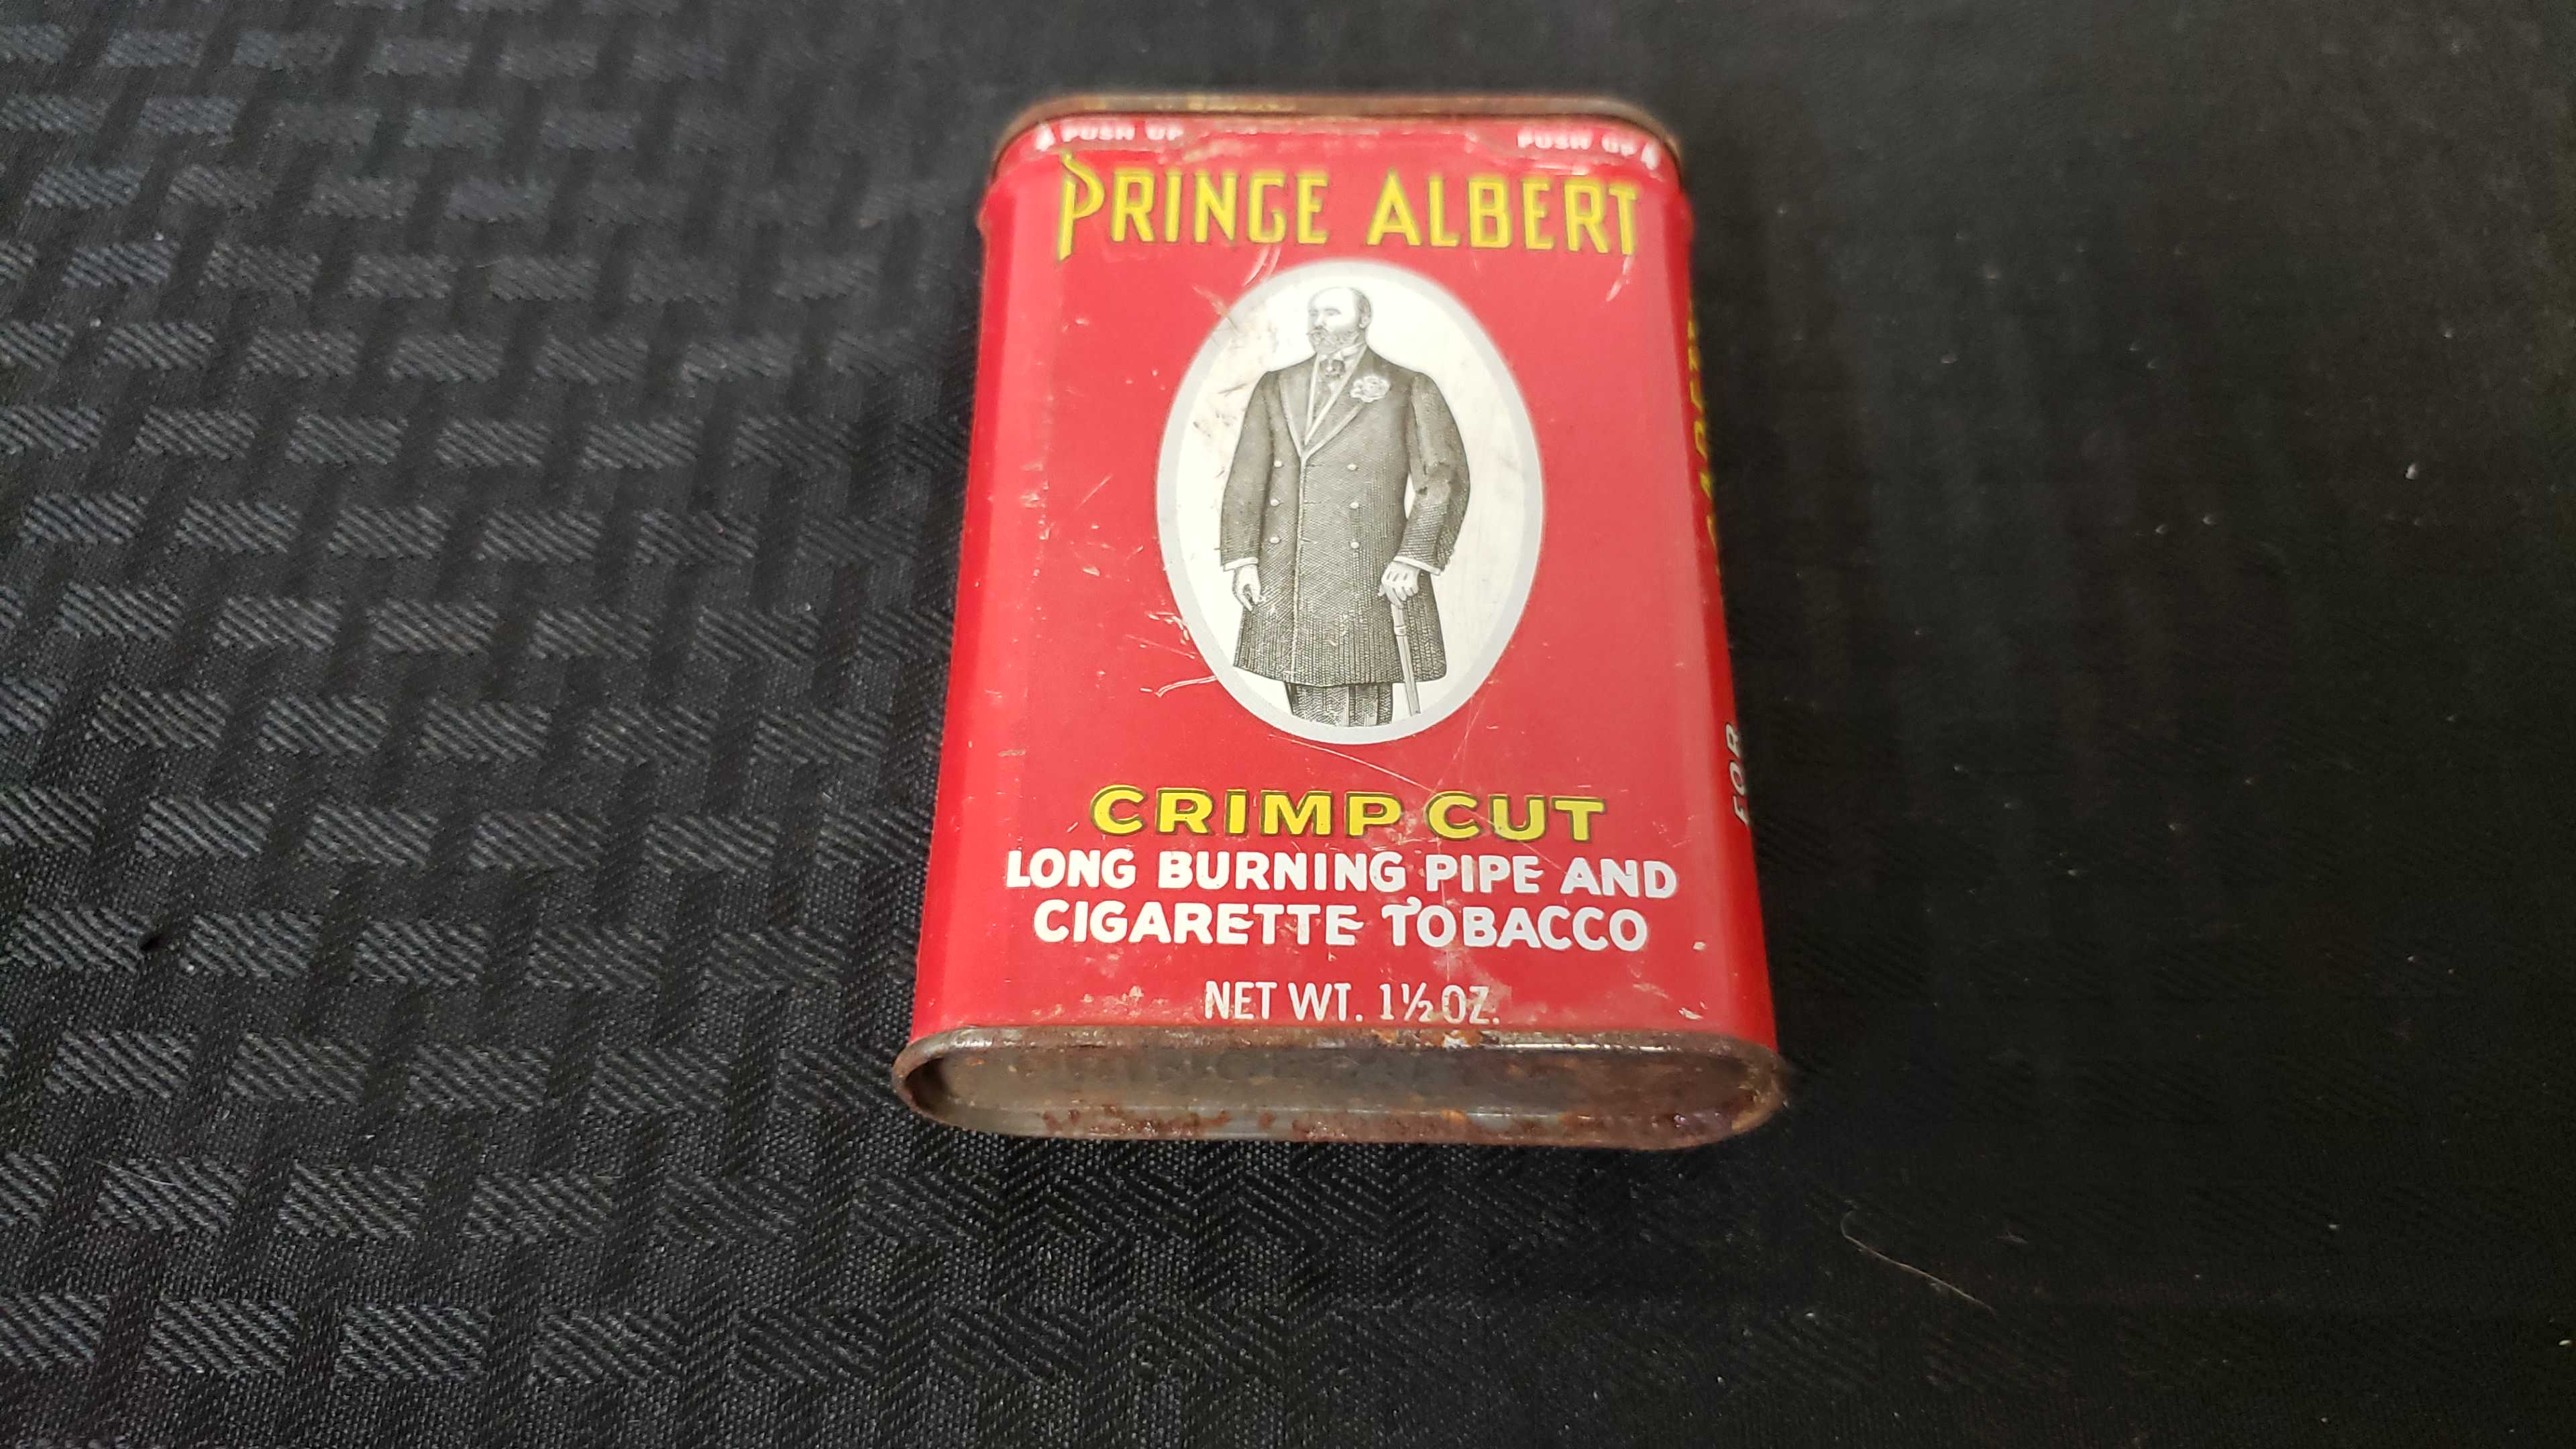 PUSH UP PUSH UP
PRINCE ALBERT
CRIMP CUT
LONG BURNING PIPE AND
CIGARETTE TOBACCO
NET WT. 1½ OZ.
FOR